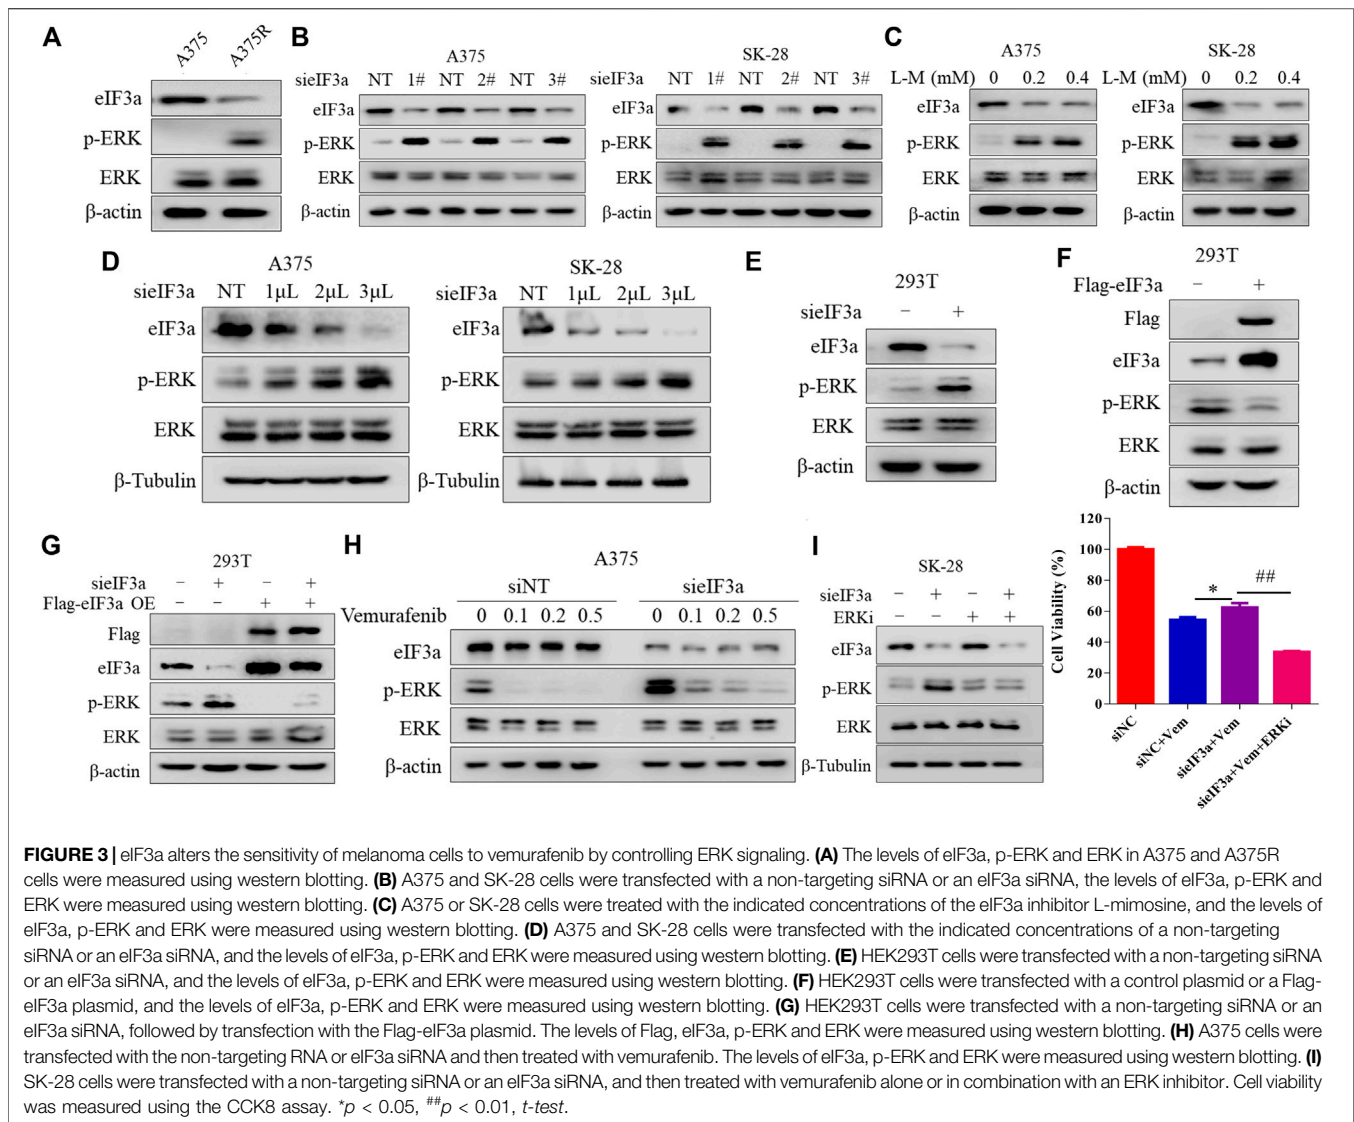 A
A375
A375R
eIF3a
p-ERK
ERK
β-actin
B
A375
sieIF3a NT 1# NT 2# NT 3#
eIF3a
p-ERK
ERK
β-actin
SK-28
sieIF3a NT 1# NT 2# NT 3#
eIF3a
p-ERK
ERK
β-actin
C
A375
L-M (mM) 0 0.2 0.4
eIF3a
p-ERK
ERK
β-actin
SK-28
L-M (mM) 0 0.2 0.4
eIF3a
p-ERK
ERK
β-actin
D
A375
sieIF3a NT 1μL 2μL 3μL
eIF3a
p-ERK
ERK
β-Tubulin
SK-28
sieIF3a NT 1μL 2μL 3μL
eIF3a
p-ERK
ERK
β-Tubulin
E
293T
sieIF3a − +
eIF3a
p-ERK
ERK
β-actin
F
293T
Flag-eIF3a − +
Flag
eIF3a
p-ERK
ERK
β-actin
G
293T
sieIF3a − + − +
Flag-eIF3a OE − − + +
Flag
eIF3a
p-ERK
ERK
β-actin
H
A375
siNT sieIF3a
Vemurafenib 0 0.1 0.2 0.5 0 0.1 0.2 0.5
eIF3a
p-ERK
ERK
β-actin
I
SK-28
sieIF3a − + − +
ERKi − − + +
eIF3a
p-ERK
ERK
β-Tubulin
Cell Viability (%)
120
100
80
60
40
20
0
* ##
siNC
siNC+Vem
sieIF3a+Vem
sieIF3a+Vem+ERKi
FIGURE 3 | eIF3a alters the sensitivity of melanoma cells to vemurafenib by controlling ERK signaling. (A) The levels of eIF3a, p-ERK and ERK in A375 and A375R
cells were measured using western blotting. (B) A375 and SK-28 cells were transfected with a non-targeting siRNA or an eIF3a siRNA, the levels of eIF3a, p-ERK and
ERK were measured using western blotting. (C) A375 or SK-28 cells were treated with the indicated concentrations of the eIF3a inhibitor L-mimosine, and the levels of
eIF3a, p-ERK and ERK were measured using western blotting. (D) A375 and SK-28 cells were transfected with the indicated concentrations of a non-targeting
siRNA or an eIF3a siRNA, and the levels of eIF3a, p-ERK and ERK were measured using western blotting. (E) HEK293T cells were transfected with a non-targeting siRNA
or an eIF3a siRNA, and the levels of eIF3a, p-ERK and ERK were measured using western blotting. (F) HEK293T cells were transfected with a control plasmid or a Flag-
eIF3a plasmid, and the levels of eIF3a, p-ERK and ERK were measured using western blotting. (G) HEK293T cells were transfected with a non-targeting siRNA or an
eIF3a siRNA, followed by transfection with the Flag-eIF3a plasmid. The levels of Flag, eIF3a, p-ERK and ERK were measured using western blotting. (H) A375 cells were
transfected with the non-targeting RNA or eIF3a siRNA and then treated with vemurafenib. The levels of eIF3a, p-ERK and ERK were measured using western blotting. (I)
SK-28 cells were transfected with a non-targeting siRNA or an eIF3a siRNA, and then treated with vemurafenib alone or in combination with an ERK inhibitor. Cell viability
was measured using the CCK8 assay. *p < 0.05, ##p < 0.01, t-test.